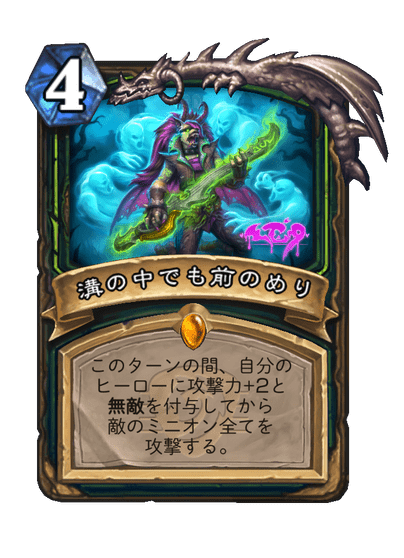 4
溝の中でも前のめり
このターンの間、自分の
ヒーローに攻撃力+2と
無敵を付与してから
敵のミニオン全てを
攻撃する。